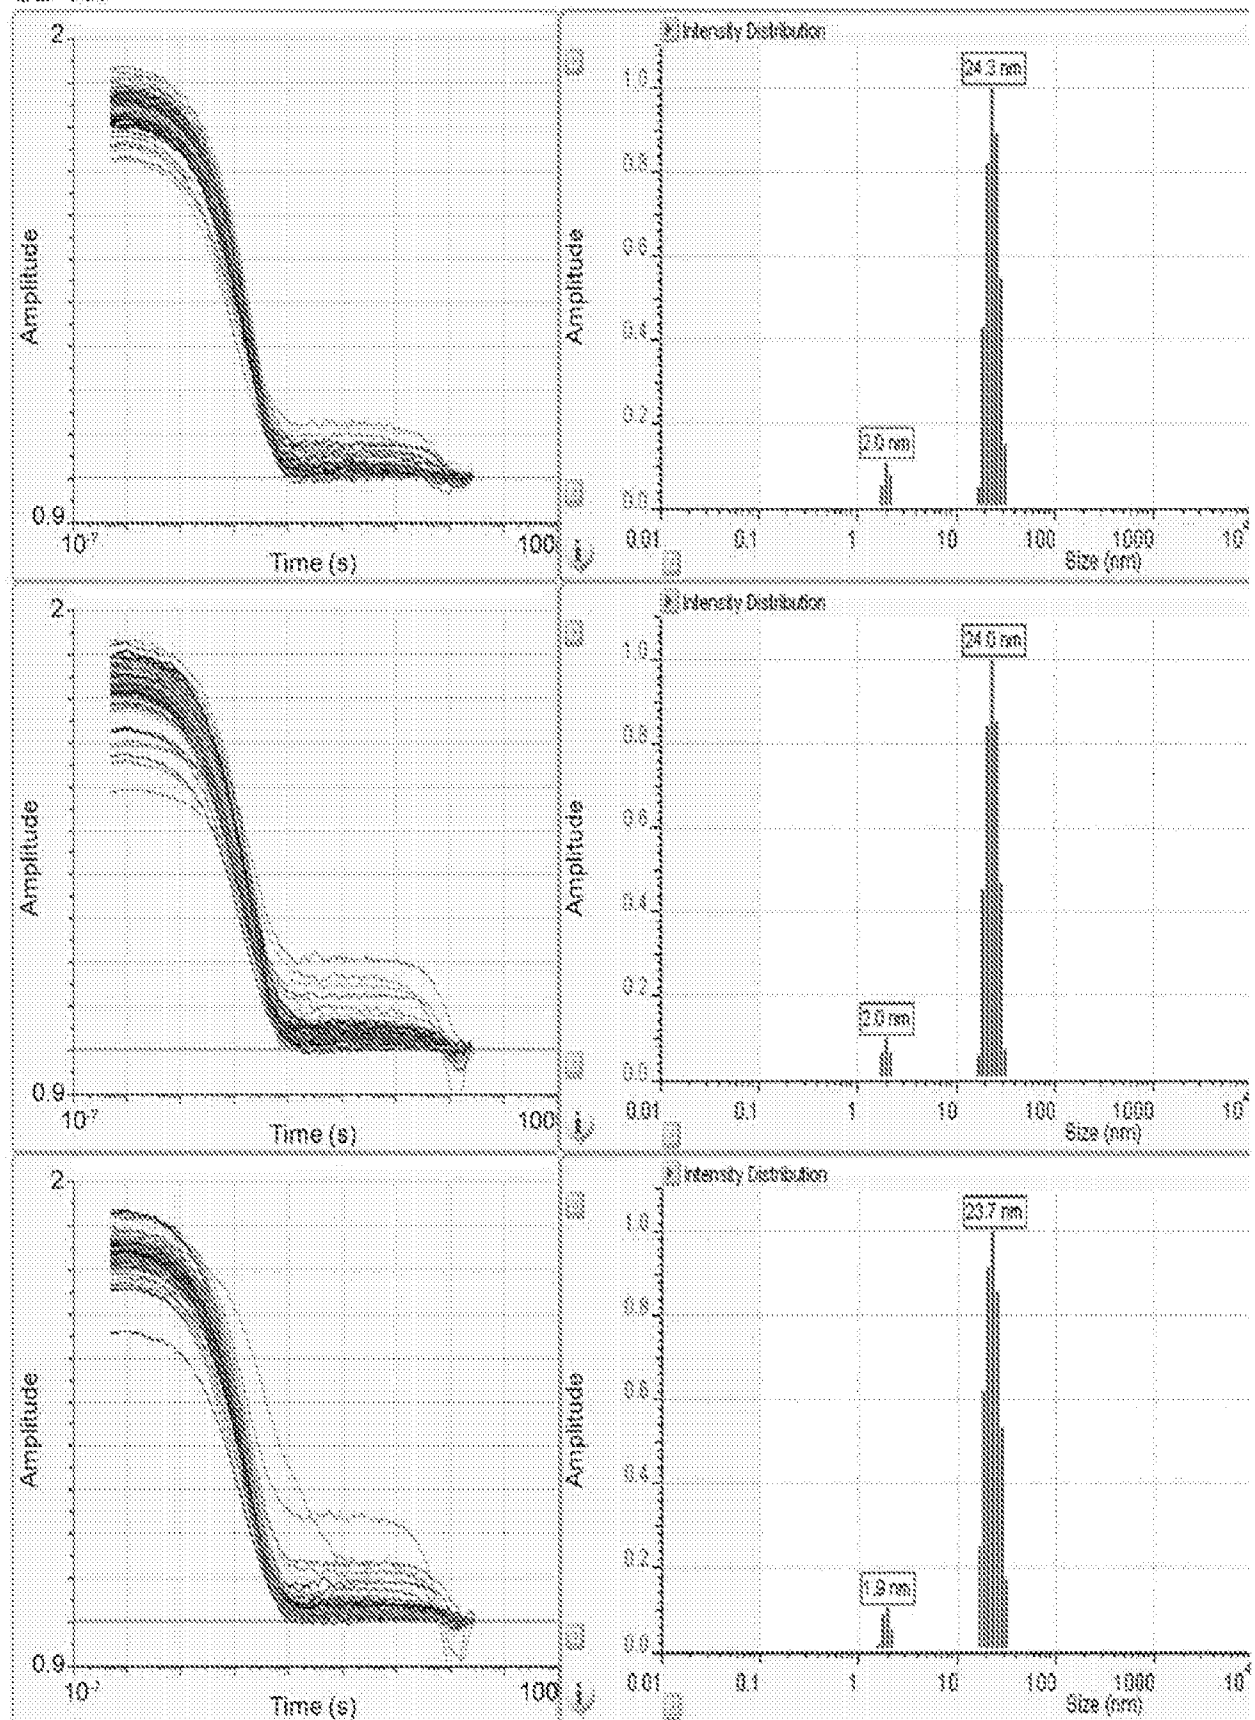 2
Amplitude
0.9
10⁻⁷
100
Time (s)
Intensity Distribution
24.3 nm
2.0 nm
Amplitude
1.0
0.8
0.6
0.4
0.2
0.0
0.01 0.1 1 10 100 1000
Size (nm)
2
Amplitude
0.9
10⁻⁷
100
Time (s)
Intensity Distribution
24.0 nm
2.0 nm
Amplitude
1.0
0.8
0.6
0.4
0.2
0.0
0.01 0.1 1 10 100 1000
Size (nm)
2
Amplitude
0.9
10⁻⁷
100
Time (s)
Intensity Distribution
23.7 nm
1.9 nm
Amplitude
1.0
0.8
0.6
0.4
0.2
0.0
0.01 0.1 1 10 100 1000
Size (nm)